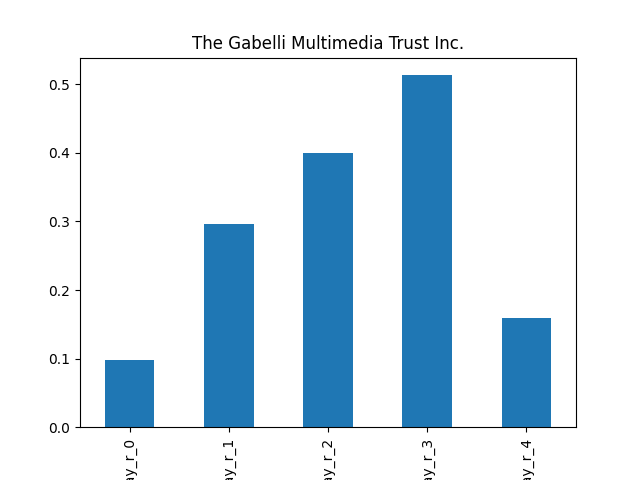 The Gabelli Multimedia Trust Inc.
0.5
0.4
0.3
0.2
0.1
0.0
ay_r_0
ay_r_1
ay_r_2
ay_r_3
ay_r_4